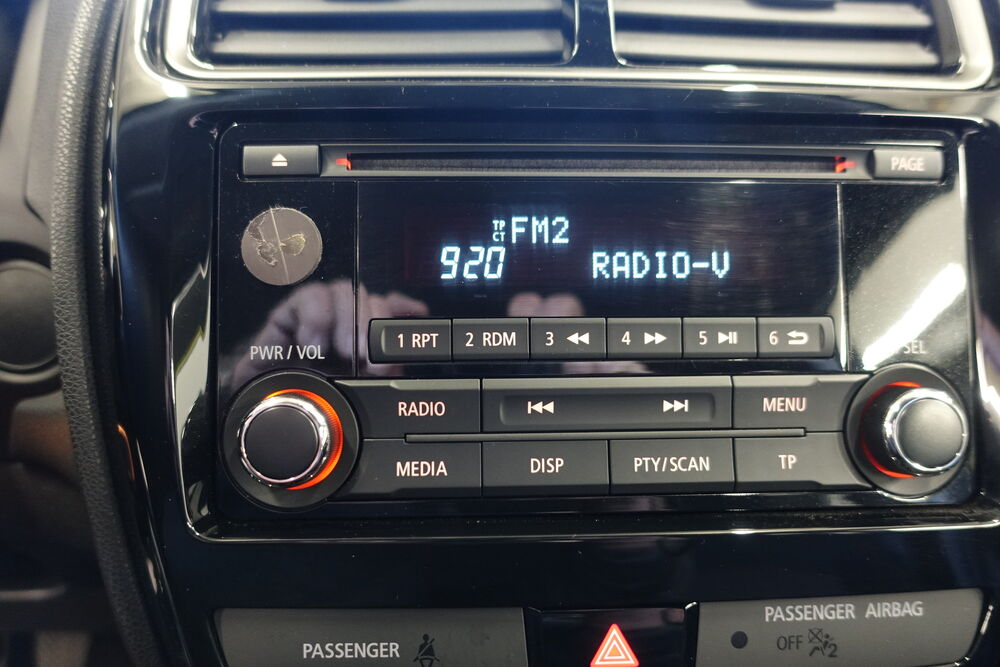 PAGE
TP
CT
FM2
920 RADIO-V
1 RPT 2 RDM 3 4 5 6
PWR / VOL
SEL
RADIO MENU
MEDIA DISP PTY/SCAN TP
PASSENGER AIRBAG
PASSENGER
OFF 2